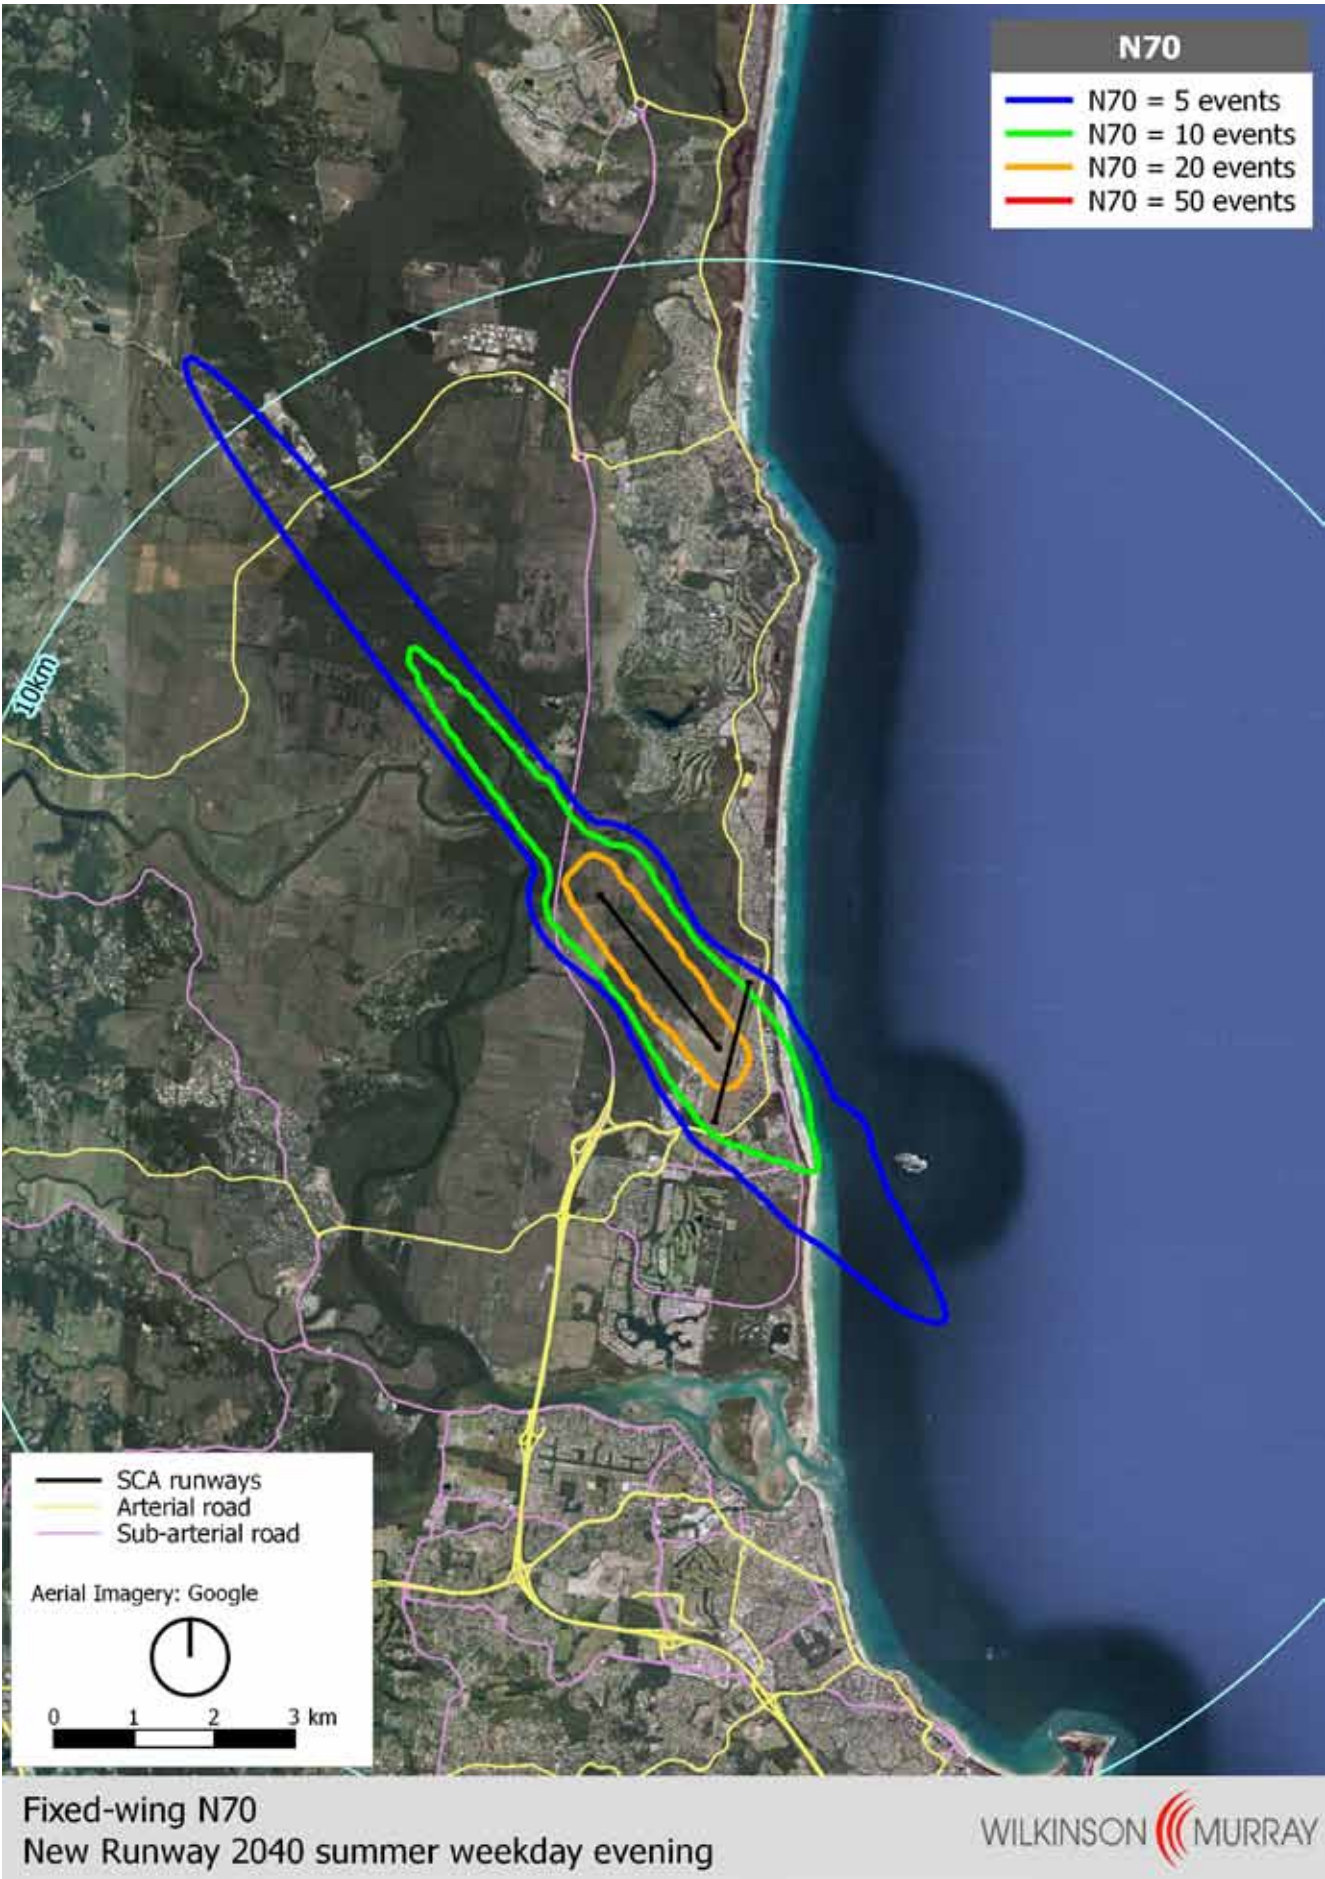 N70
N70 = 5 events
N70 = 10 events
N70 = 20 events
N70 = 50 events
10km
SCA runways
Arterial road
Sub-arterial road
Aerial Imagery: Google
0 1 2 3 km
Fixed-wing N70
New Runway 2040 summer weekday evening
WILKINSON MURRAY